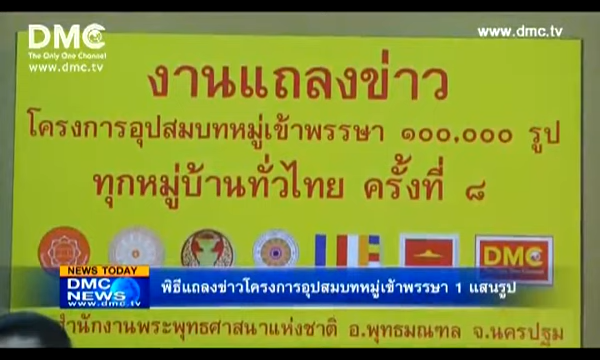 DMC
The Only One Channel
www.dmc.tv
www.dmc.tv
งานแถลงข่าว
โครงการอุปสมบทหมู่เข้าพรรษา ๑๐๐,๐๐๐ รูป
ทุกหมู่บ้านทั่วไทย ครั้งที่ ๘
DMC
NEWS TODAY
DMC NEWS
www.dmc.tv
พิธีแถลงข่าวโครงการอุปสมบทหมู่เข้าพรรษา 1 แสนรูป
สำนักงานพระพุทธศาสนาแห่งชาติ อ.พุทธมณฑล จ.นครปฐม